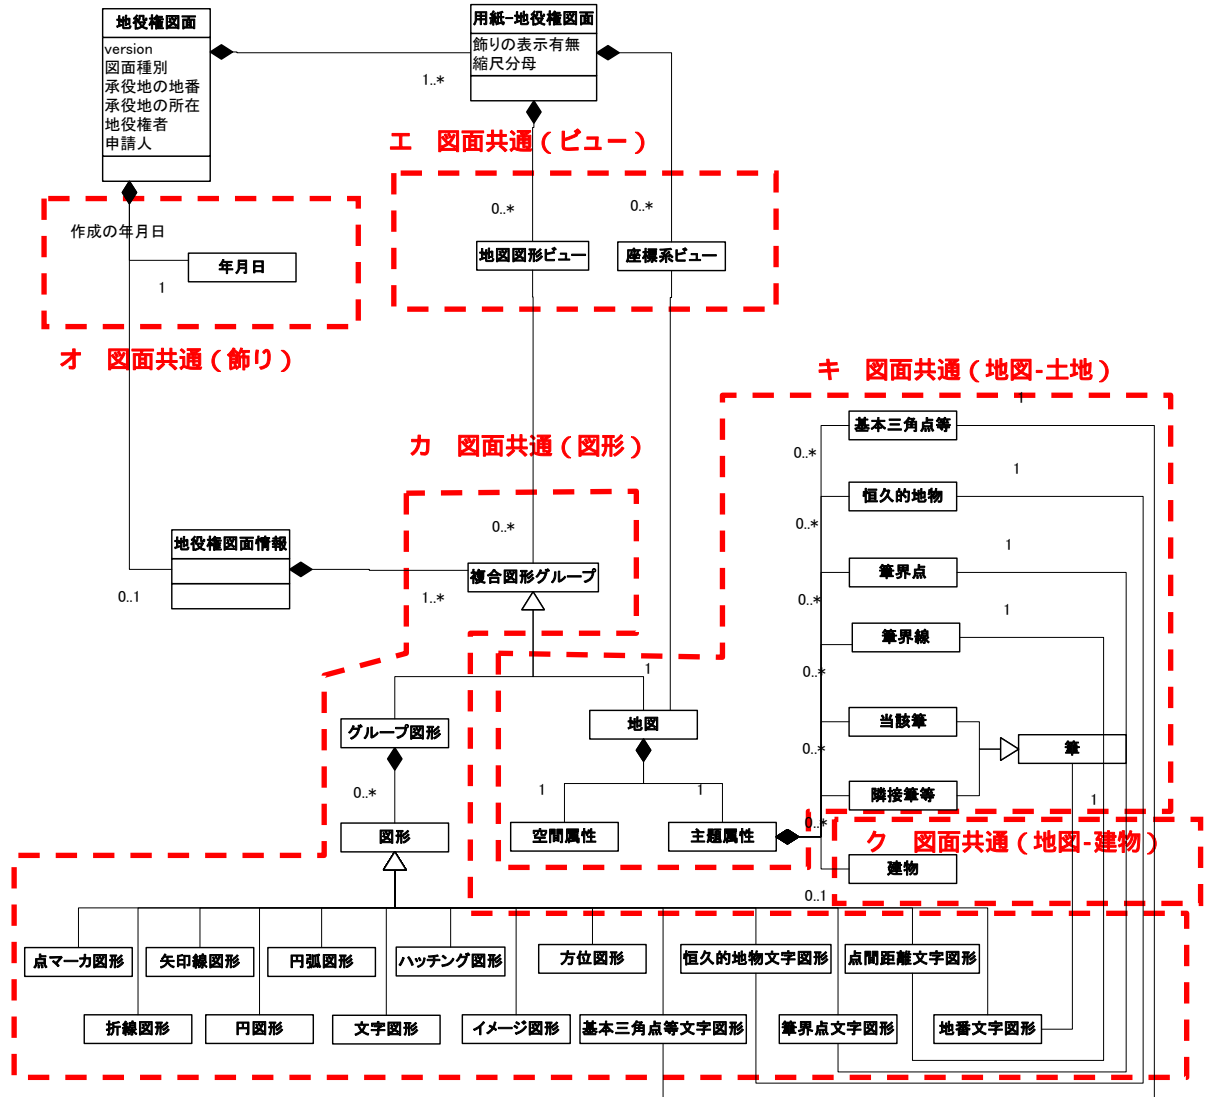 地役権図面
version
図面種別
承役地の地番
承役地の所在
地役権者
申請人
用紙-地役権図面
飾りの表示有無
縮尺分母
1..*
エ 図面共通(ビュー)
0..*
0..*
地図図形ビュー
座標系ビュー
作成の年月日
年月日
1
オ 図面共通(飾り)
キ 図面共通(地図-土地)
1
基本三角点等
0..*
カ 図面共通(図形)
1
恒久的地物
0..*
0..*
地役権図面情報
1
筆界点
複合図形グループ
0..1
1..*
0..*
1
筆界線
1
0..*
グループ図形
地図
当該筆
筆
0..*
0..*
1
1
隣接筆等
1
図形
空間属性
主題属性
0..*
ク 図面共通(地図-建物)
建物
0..1
点マーカ図形
矢印線図形
円弧図形
ハッチング図形
方位図形
恒久的地物文字図形
点間距離文字図形
折線図形
円図形
文字図形
イメージ図形
基本三角点等文字図形
筆界点文字図形
地番文字図形